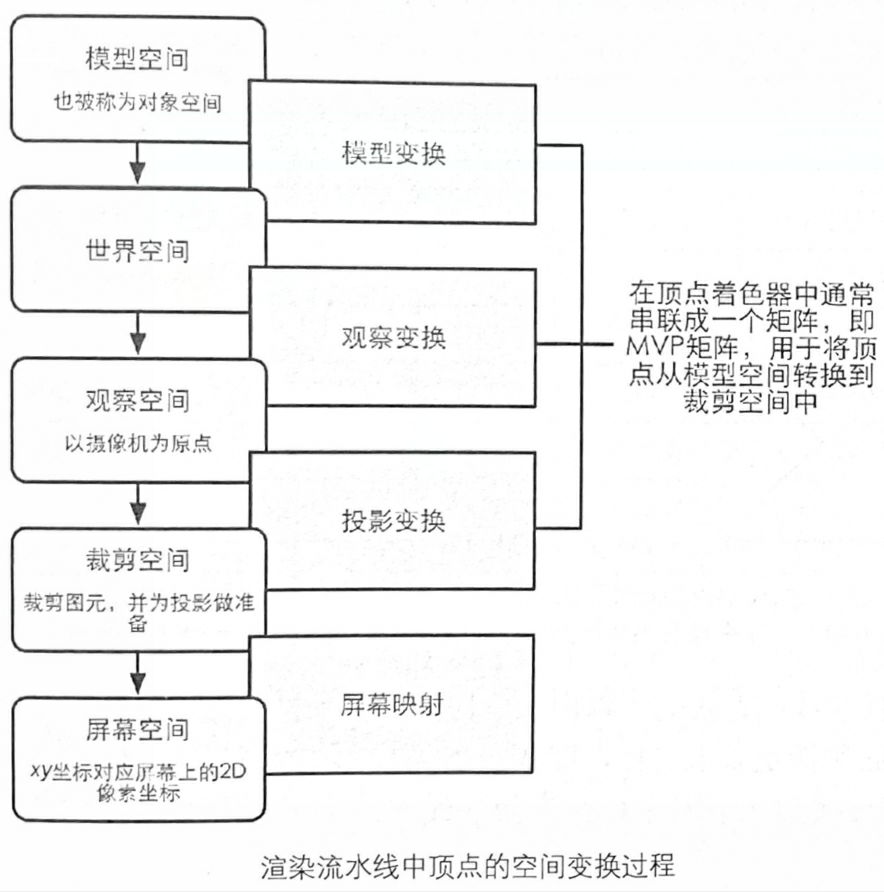 模型空间
也被称为对象空间
模型变换
世界空间
观察变换
在顶点着色器中通常
串联成一个矩阵，即
MVP矩阵，用于将顶
点从模型空间转换到
裁剪空间中
观察空间
以摄像机为原点
投影变换
裁剪空间
裁剪图元，并为投影做准
备
屏幕映射
屏幕空间
xy坐标对应屏幕上的2D
像素坐标
渲染流水线中顶点的空间变换过程